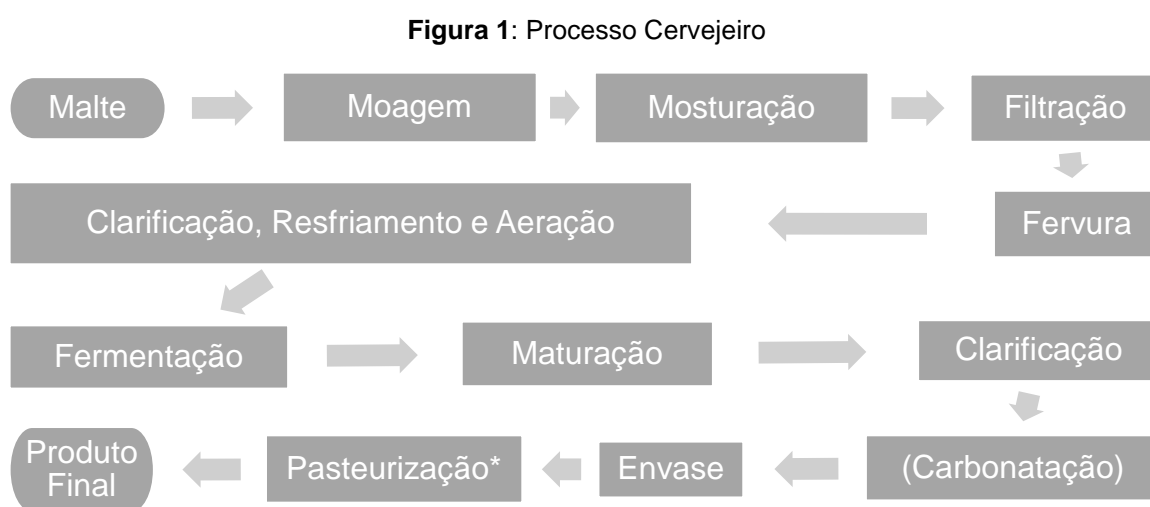 Figura 1: Processo Cervejeiro
Malte
Moagem
Mosturação
Filtração
Fervura
Clarificação, Resfriamento e Aeração
Fermentação
Maturação
Clarificação
(Carbonatação)
Envase
Pasteurização*
Produto
Final